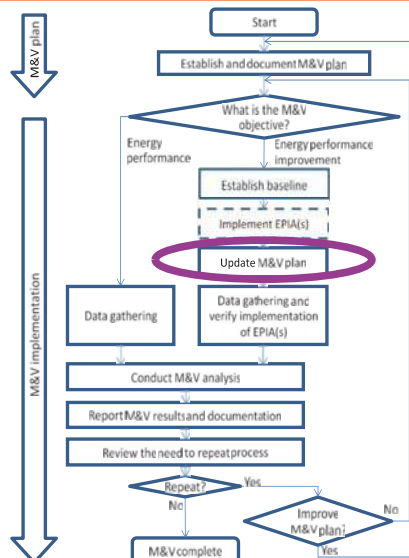 M&V plan
Start
Establish and document M&V plan
What is the M&V
objective?
Energy
performance
Energy performance
improvement
Establish baseline
Implement EPIA(s)
Update M&V plan
M&V implementation
Data gathering
Data gathering and
verify implementation
of EPIA(s)
Conduct M&V analysis
Report M&V results and documentation
Review the need to repeat process
Repeat?
Yes
No
Improve
M&V plan?
No
Yes
M&V complete